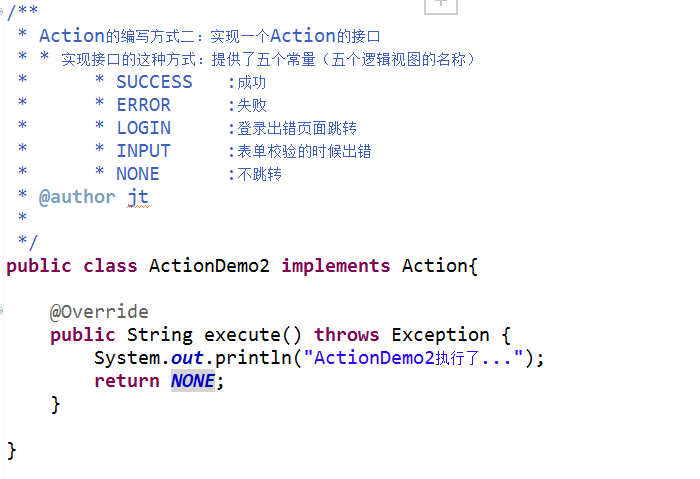 /**
 * Action的编写方式二：实现一个Action的接口
 * * 实现接口的这种方式：提供了五个常量（五个逻辑视图的名称）
 *    * SUCCESS   :成功
 *    * ERROR     :失败
 *    * LOGIN     :登录出错页面跳转
 *    * INPUT     :表单校验的时候出错
 *    * NONE      :不跳转
 * @author jt
 *
 */
public class ActionDemo2 implements Action{
    @Override
    public String execute() throws Exception {
        System.out.println("ActionDemo2执行了...");
        return NONE;
    }
}